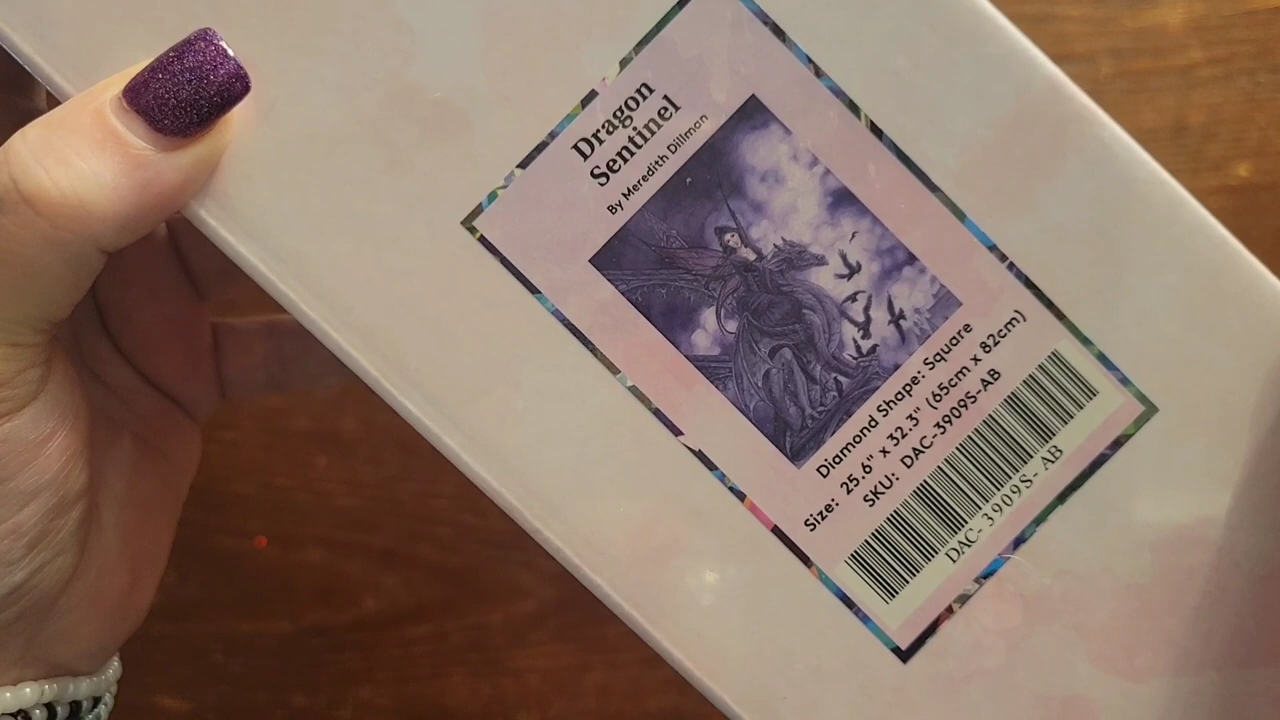 Dragon
Sentinel
By Meredith Dillman
Diamond Shape: Square
Size: 25.6" x 32.3" (65cm x 82cm)
SKU: DAC-3909S-AB
DAC- 3909S- AB